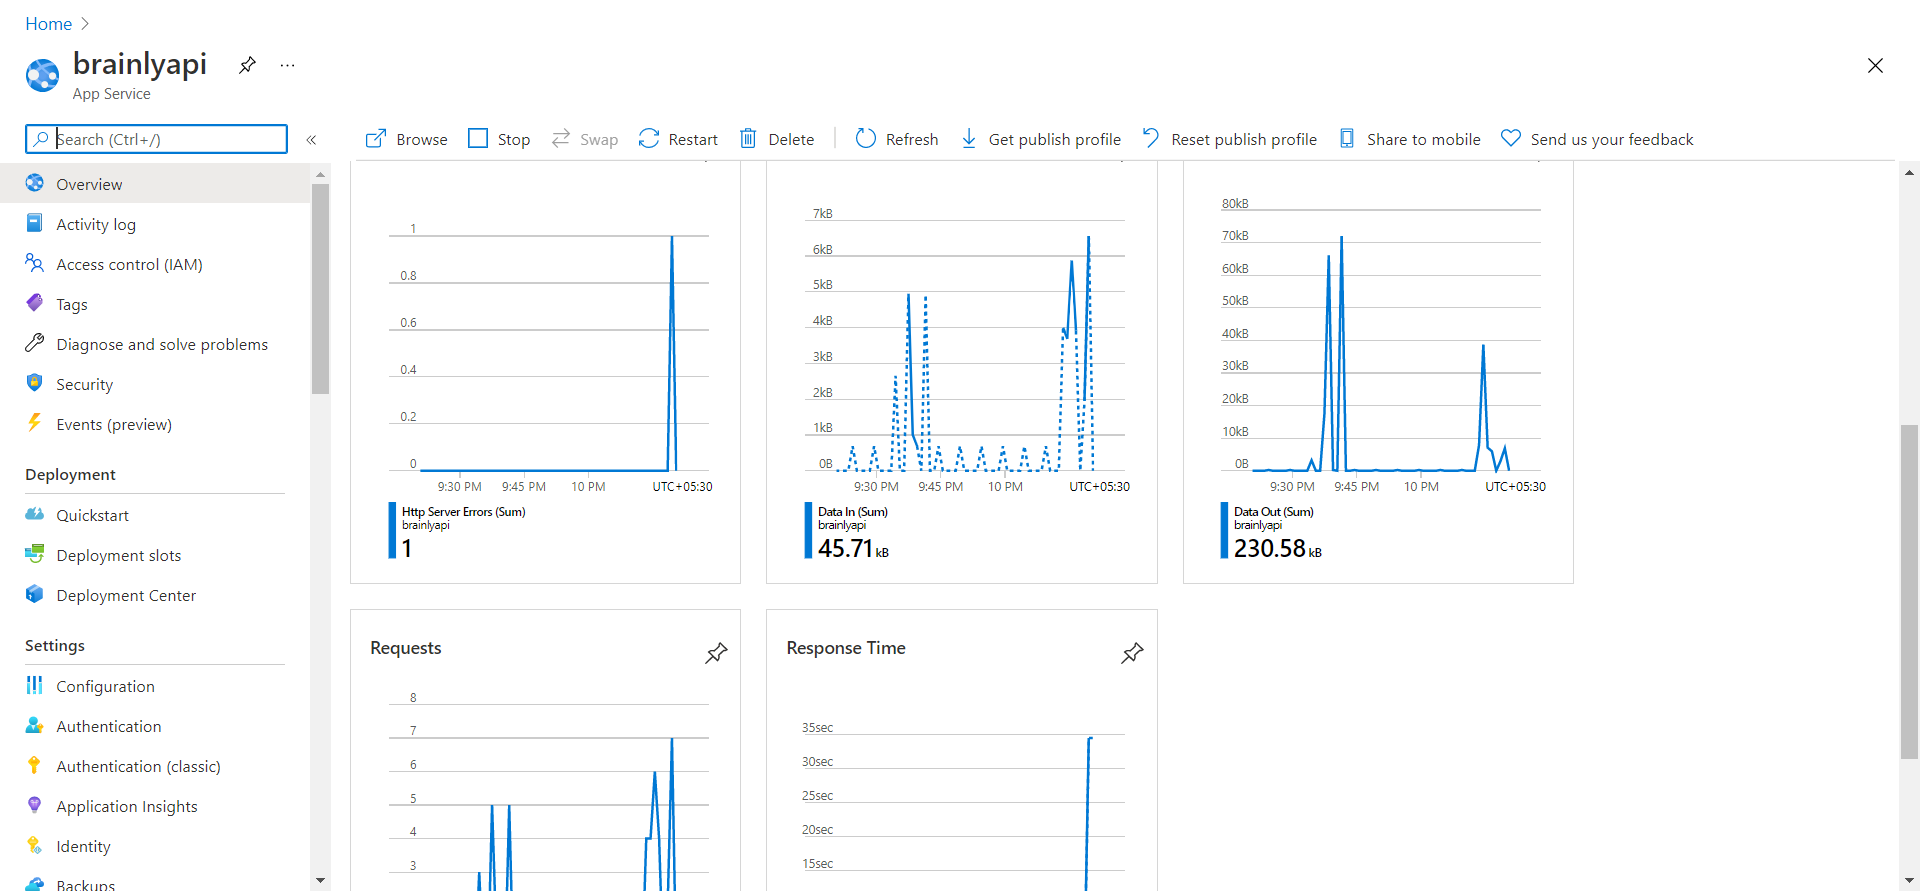 Home
brainlyapi
App Service
Search (Ctrl+/)
Browse
Stop
Swap
Restart
Delete
Refresh
Get publish profile
Reset publish profile
Share to mobile
Send us your feedback
Overview
Activity log
Access control (IAM)
Tags
Diagnose and solve problems
Security
Events (preview)
Deployment
Quickstart
Deployment slots
Deployment Center
Settings
Configuration
Authentication
Authentication (classic)
Application Insights
Identity
Backups
1
0.8
0.6
0.4
0.2
0
9:30 PM 9:45 PM 10 PM UTC+05:30
Http Server Errors (Sum)
brainlyapi
1
7kB
6kB
5kB
4kB
3kB
2kB
1kB
0B
9:30 PM 9:45 PM 10 PM UTC+05:30
Data In (Sum)
brainlyapi
45.71 kB
80kB
70kB
60kB
50kB
40kB
30kB
20kB
10kB
0B
9:30 PM 9:45 PM 10 PM UTC+05:30
Data Out (Sum)
brainlyapi
230.58 kB
Requests
8
7
6
5
4
3
Response Time
35sec
30sec
25sec
20sec
15sec